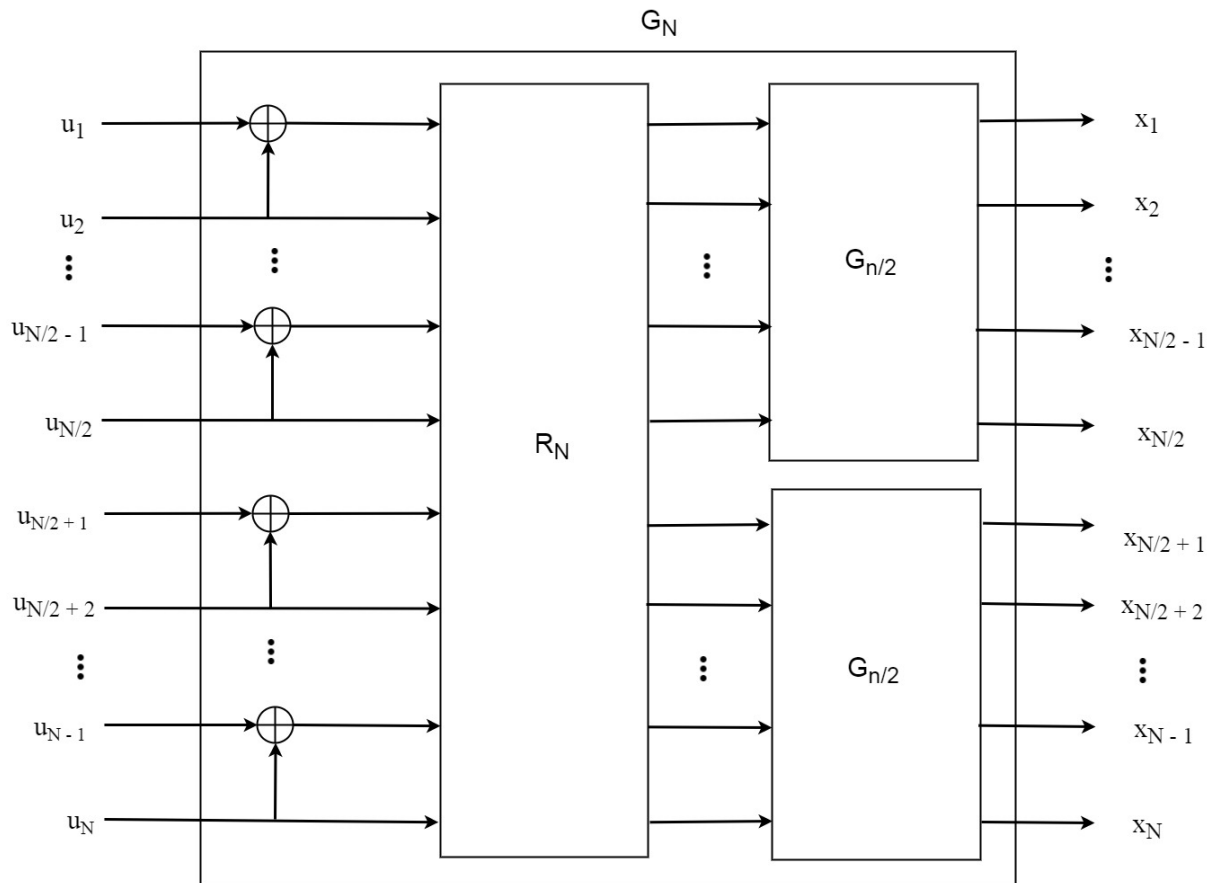 G_N
u_1 x_1
u_2 x_2
G_{n/2}
u_{N/2 - 1} x_{N/2 - 1}
u_{N/2} x_{N/2}
R_N
u_{N/2 + 1} x_{N/2 + 1}
u_{N/2 + 2} x_{N/2 + 2}
G_{n/2}
u_{N - 1} x_{N - 1}
u_N x_N